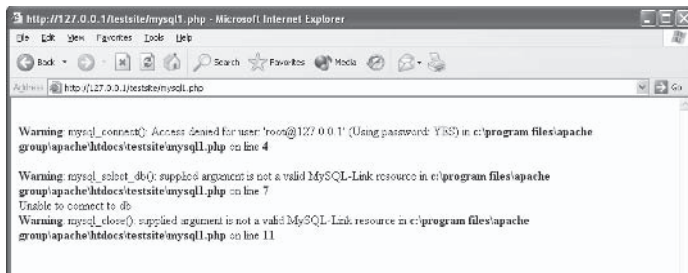 http://127.0.0.1/testsite/mysql1.php - Microsoft Internet Explorer
File Edit View Favorites Tools Help
Back Search Favorites Media
Address http://127.0.0.1/testsite/mysql1.php Go
Warning: mysql_connect(): Access denied for user: 'root@127.0.0.1' (Using password: YES) in c:\program files\apache
group\apache\htdocs\testsite\mysql1.php on line 4
Warning: mysql_select_db(): supplied argument is not a valid MySQL-Link resource in c:\program files\apache
group\apache\htdocs\testsite\mysql1.php on line 7
Unable to connect to db
Warning: mysql_close(): supplied argument is not a valid MySQL-Link resource in c:\program files\apache
group\apache\htdocs\testsite\mysql1.php on line 11